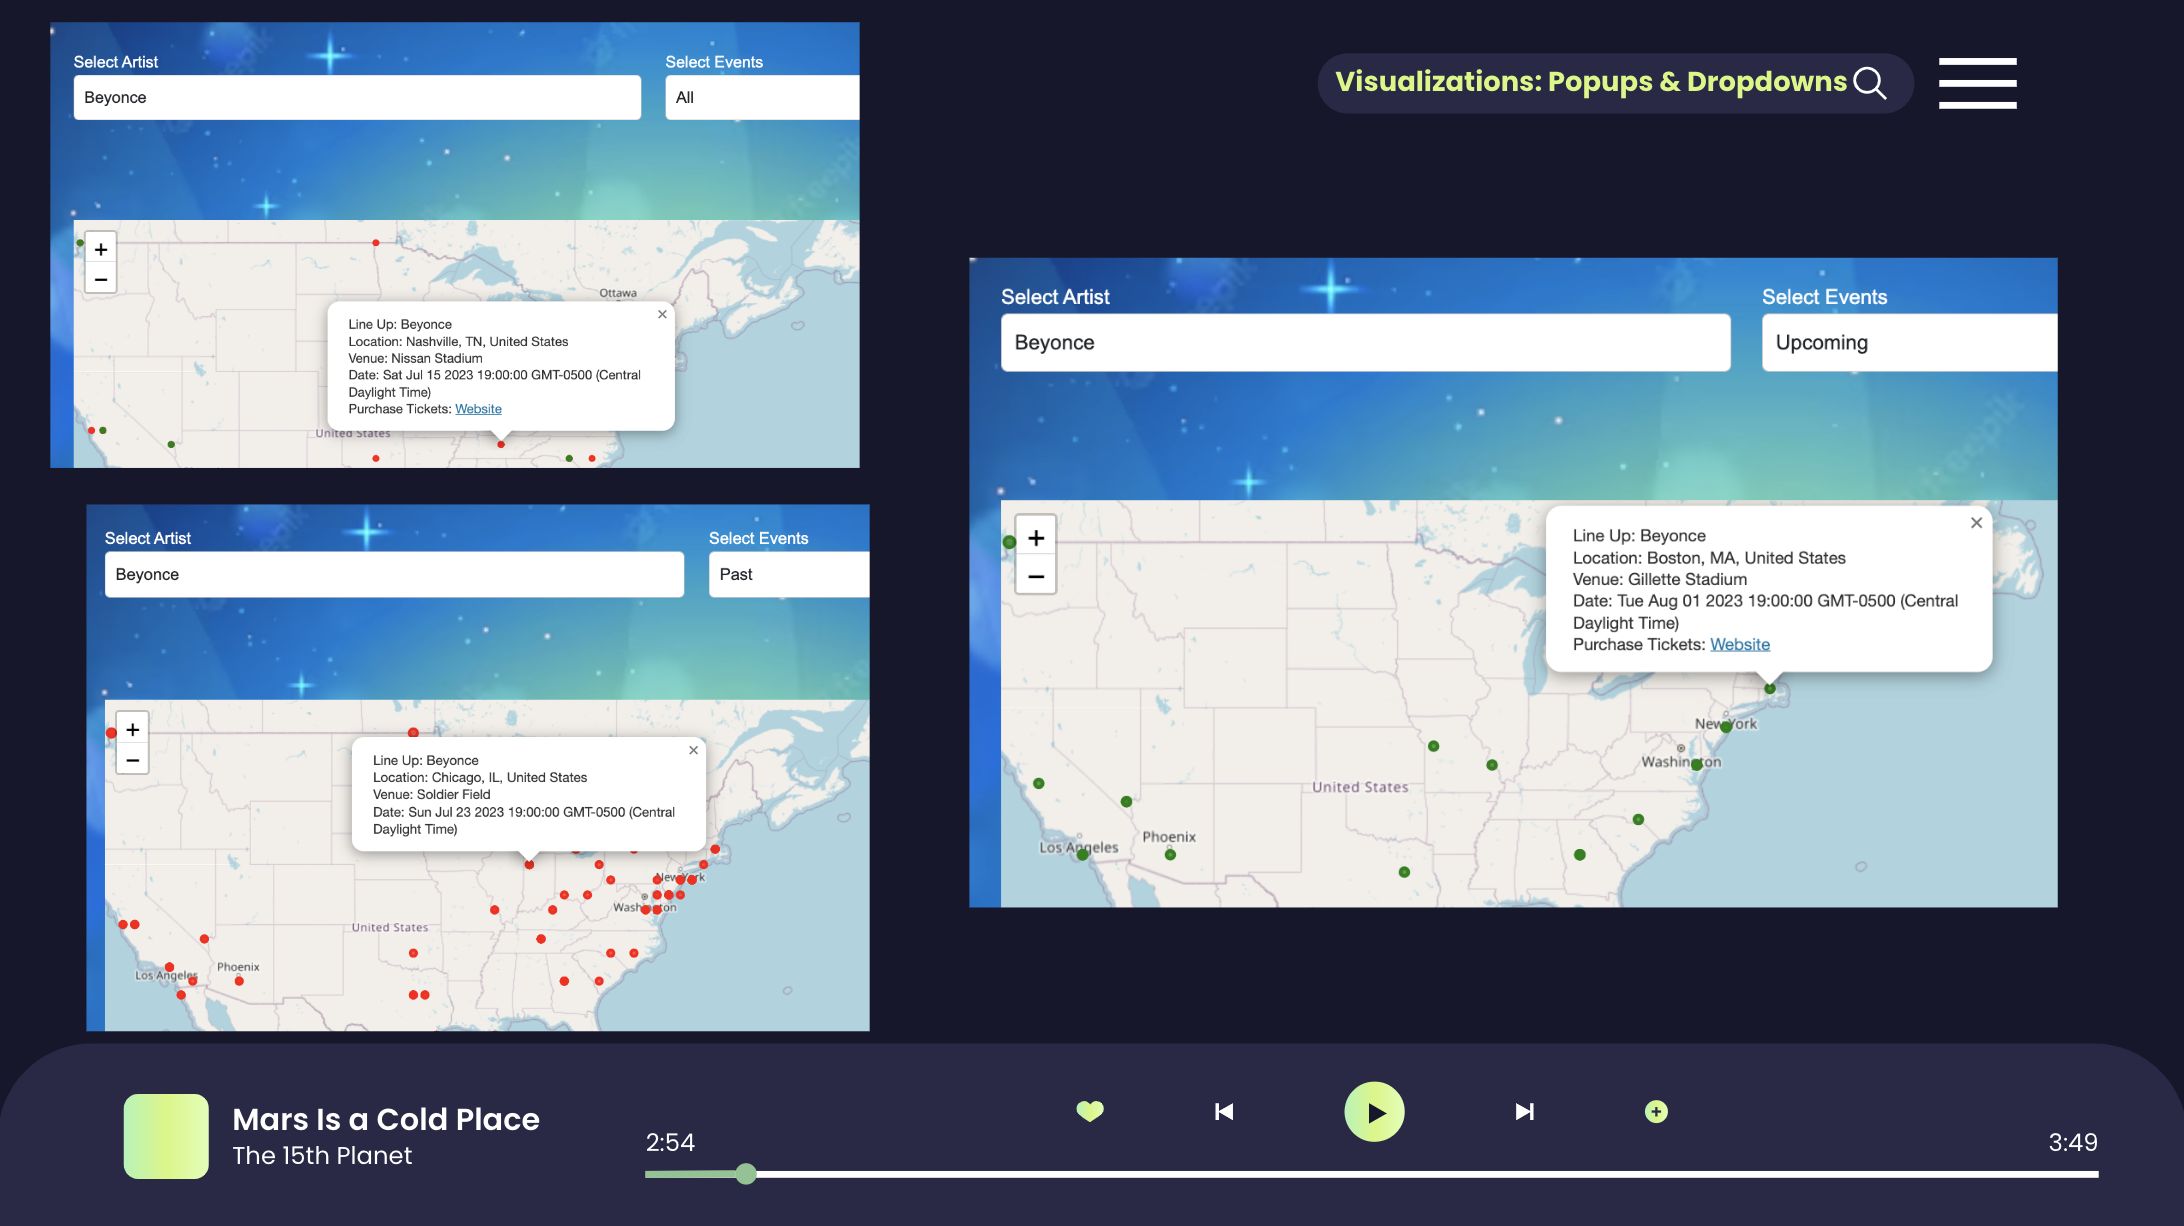 Visualizations: Popups & Dropdowns
Select Artist
Select Events
Beyonce
All
+
−
Ottawa
×
Line Up: Beyonce
Location: Nashville, TN, United States
Venue: Nissan Stadium
Date: Sat Jul 15 2023 19:00:00 GMT-0500 (Central
Daylight Time)
Purchase Tickets: Website
United States
Select Artist
Select Events
Beyonce
Past
+
−
×
Line Up: Beyonce
Location: Chicago, IL, United States
Venue: Soldier Field
Date: Sun Jul 23 2023 19:00:00 GMT-0500 (Central
Daylight Time)
New York
Washington
United States
Los Angeles
Phoenix
Select Artist
Select Events
Beyonce
Upcoming
+
−
×
Line Up: Beyonce
Location: Boston, MA, United States
Venue: Gillette Stadium
Date: Tue Aug 01 2023 19:00:00 GMT-0500 (Central
Daylight Time)
Purchase Tickets: Website
New York
Washington
United States
Phoenix
Los Angeles
Mars Is a Cold Place
The 15th Planet
2:54
3:49